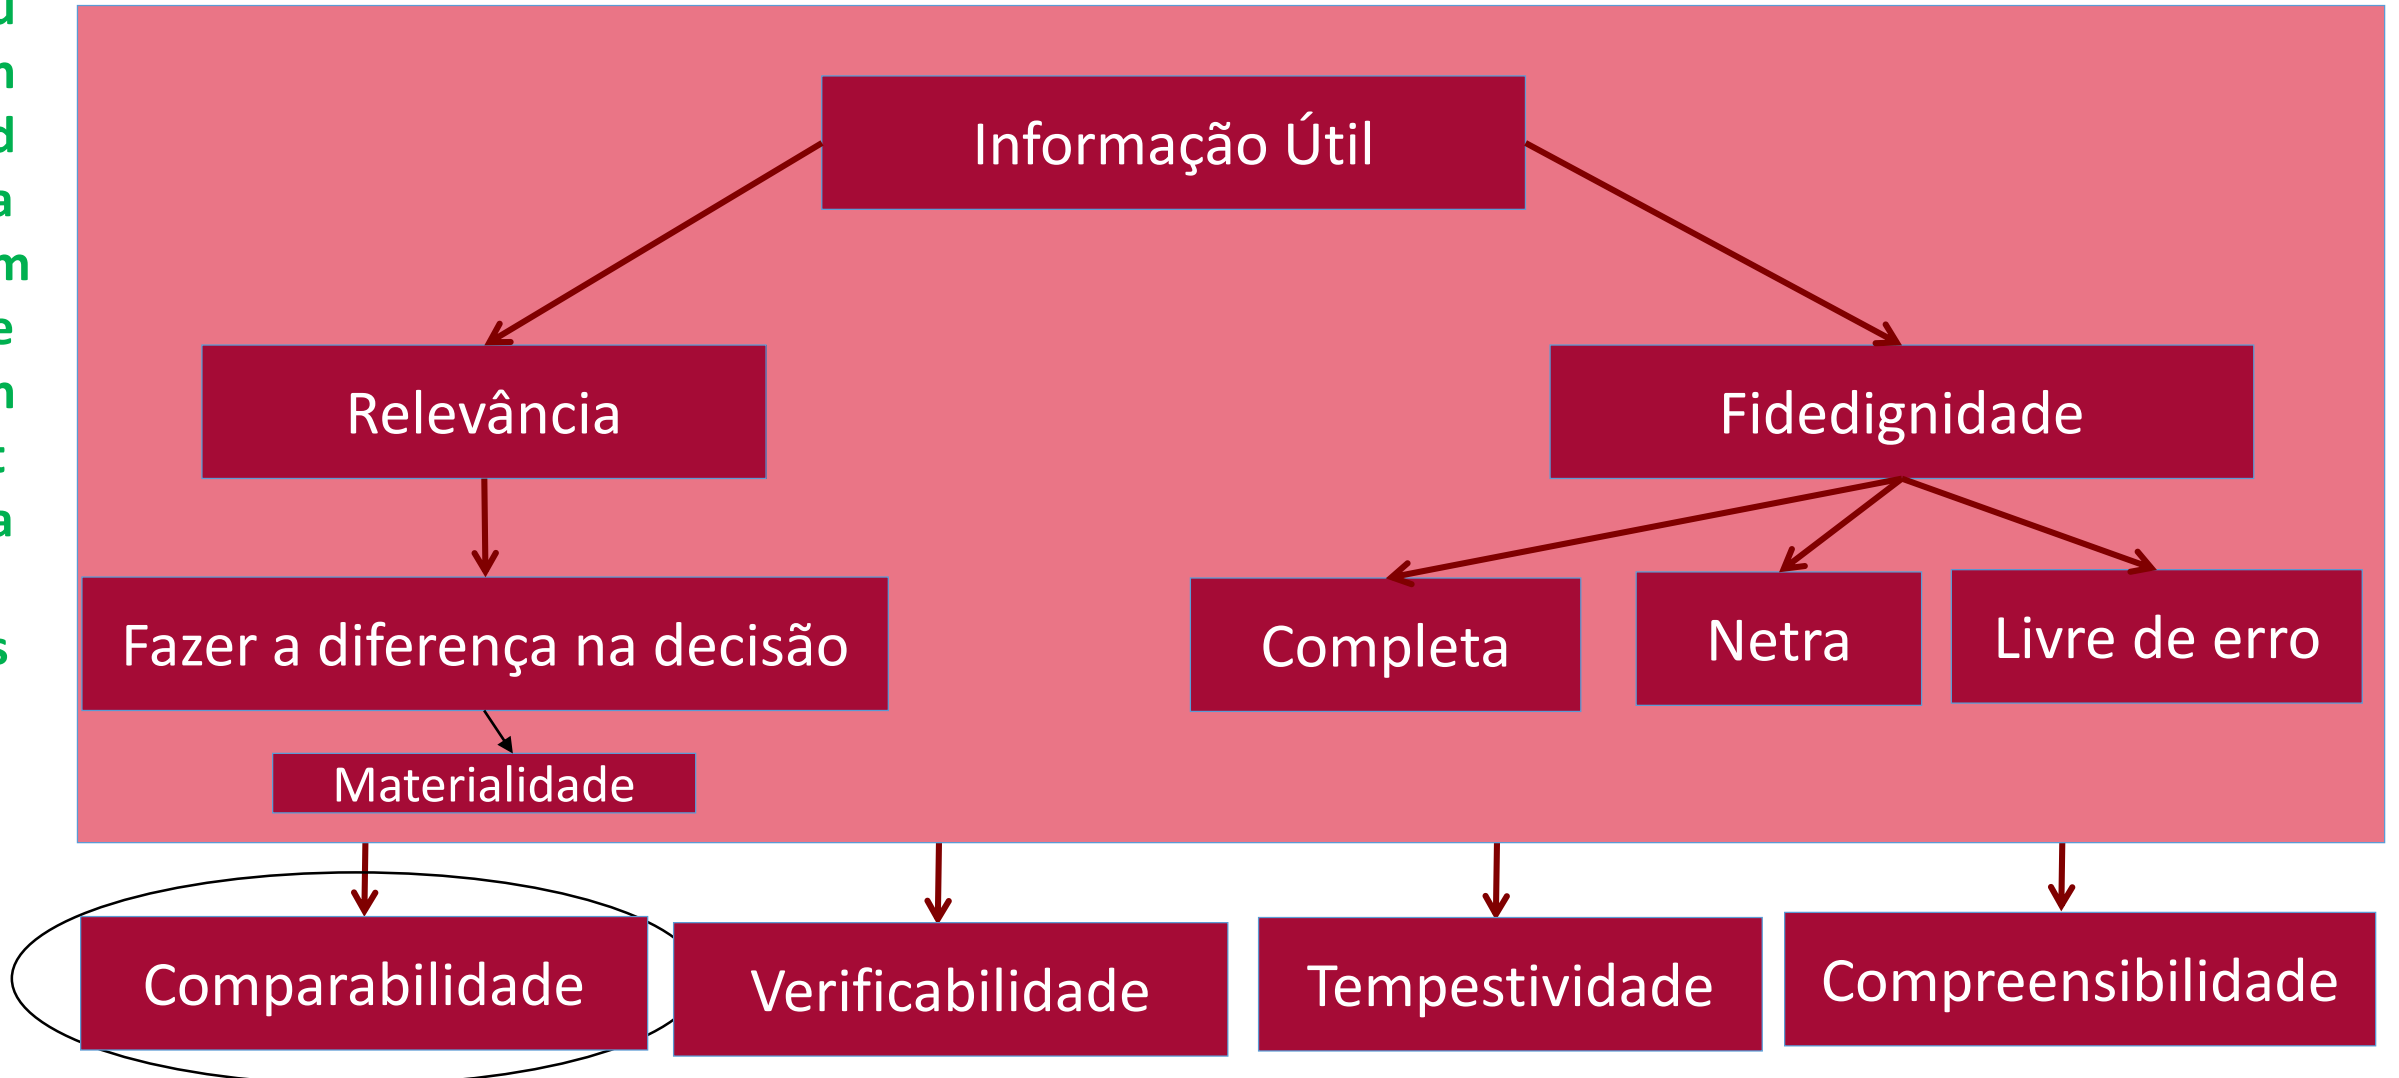 Informação Útil
Relevância
Fidedignidade
Fazer a diferença na decisão
Completa
Netra
Livre de erro
Materialidade
Comparabilidade
Verificabilidade
Tempestividade
Compreensibilidade